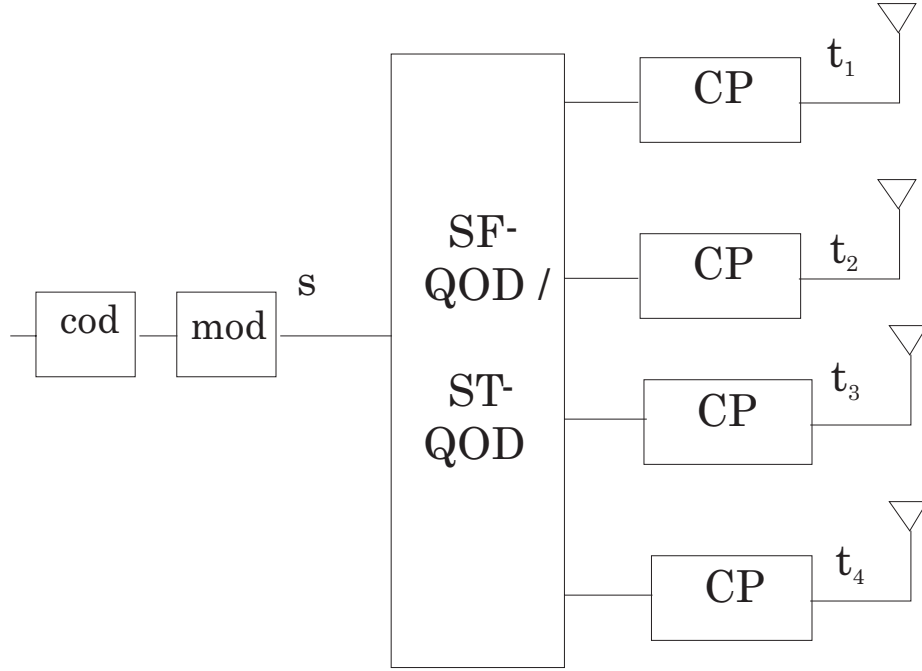 cod
mod
s
SF-
QOD /
ST-
QOD
CP
t₁
CP
t₂
CP
t₃
CP
t₄